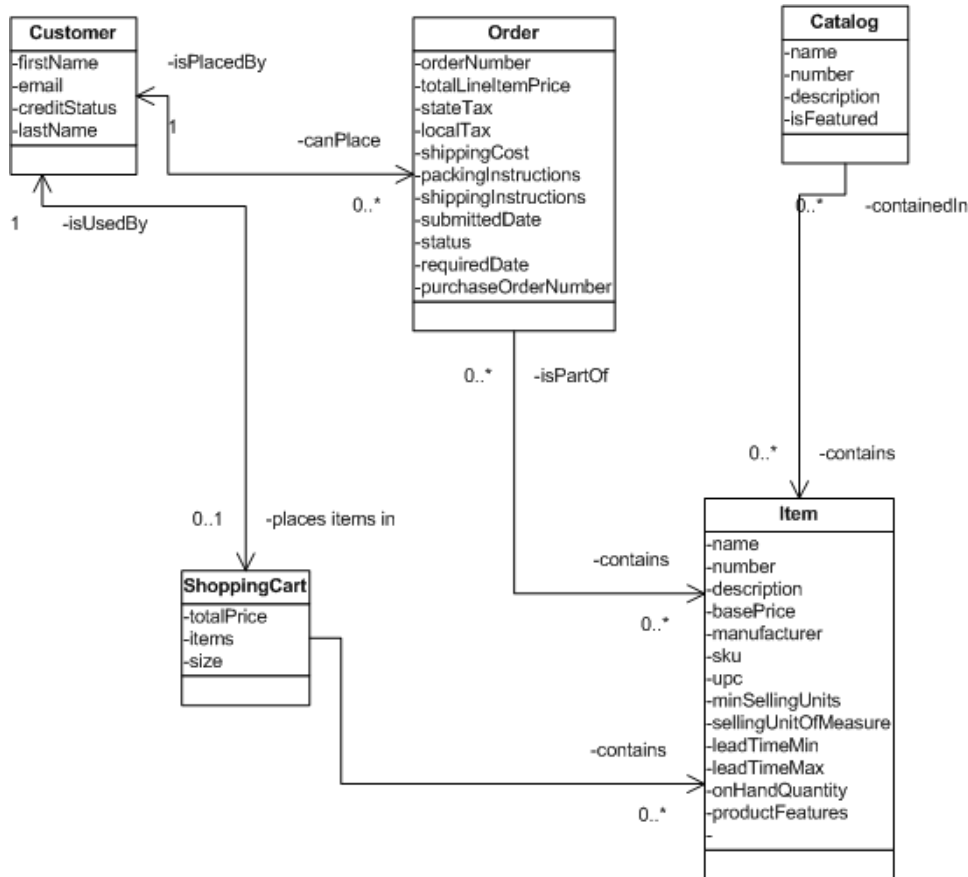 Customer
-firstName
-email
-creditStatus
-lastName
-isPlacedBy
1
-canPlace
0..*
Order
-orderNumber
-totalLineItemPrice
-stateTax
-localTax
-shippingCost
-packingInstructions
-shippingInstructions
-submittedDate
-status
-requiredDate
-purchaseOrderNumber
Catalog
-name
-number
-description
-isFeatured
0..*
-containedIn
1
-isUsedBy
0..*
-isPartOf
0..*
-contains
0..1
-places items in
ShoppingCart
-totalPrice
-items
-size
-contains
0..*
-contains
0..*
Item
-name
-number
-description
-basePrice
-manufacturer
-sku
-upc
-minSellingUnits
-sellingUnitOfMeasure
-leadTimeMin
-leadTimeMax
-onHandQuantity
-productFeatures
-